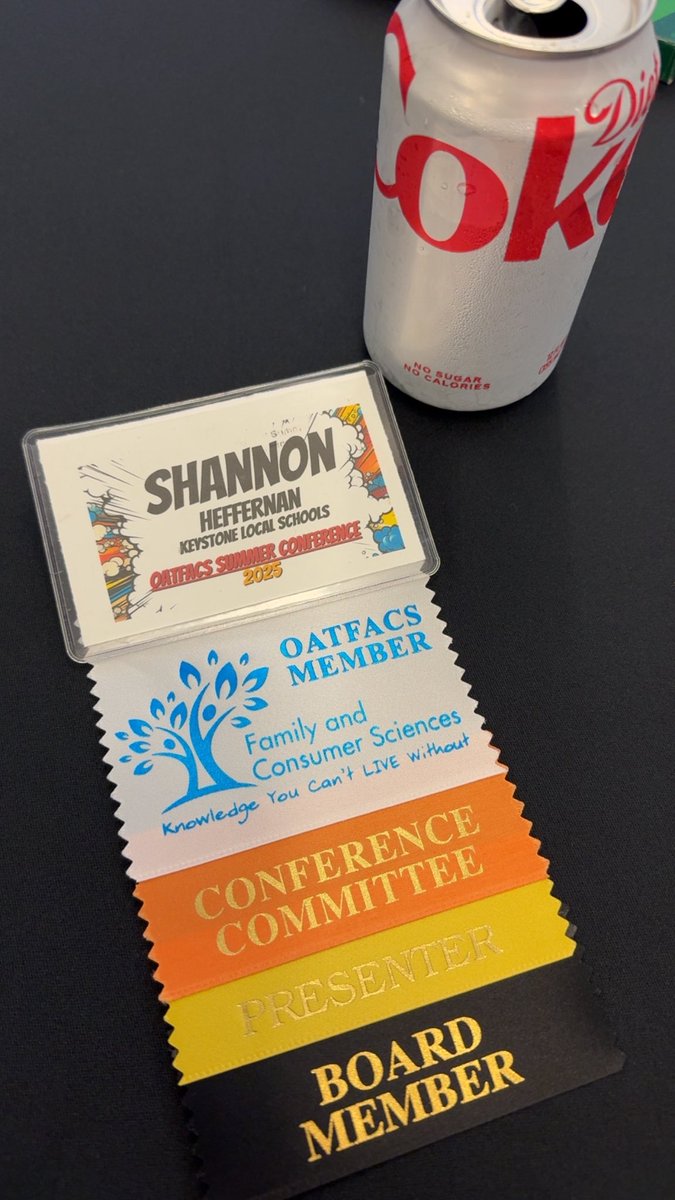 Diet
Coke
NO SUGAR
NO CALORIES
SHANNON
HEFFERNAN
KEYSTONE LOCAL SCHOOLS
OATFACS SUMMER CONFERENCE
2025
OATFACS
MEMBER
Family and
Consumer Sciences
Knowledge You Can't LIVE Without
CONFERENCE
COMMITTEE
PRESENTER
BOARD
MEMBER